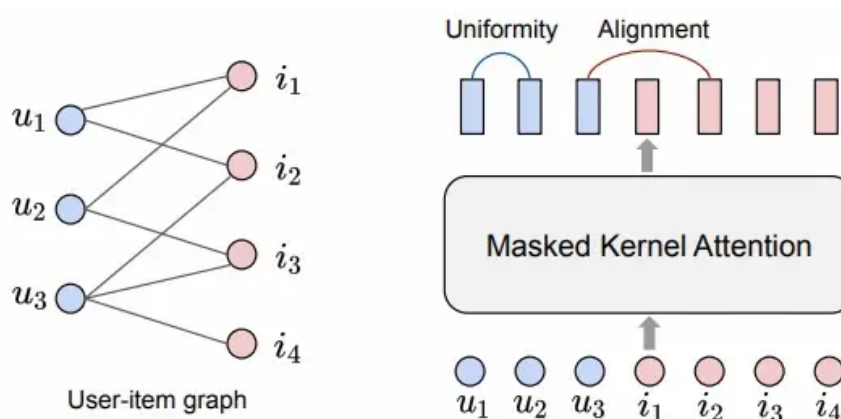 Uniformity Alignment
u₁
u₂
u₃
i₁
i₂
i₃
i₄
User-item graph
Masked Kernel Attention
u₁ u₂ u₃ i₁ i₂ i₃ i₄